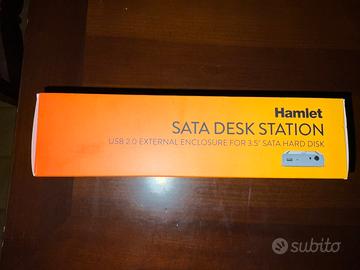 Hamlet
SATA DESK STATION
USB 2.0 EXTERNAL ENCLOSURE FOR 3.5" SATA HARD DISK
subito